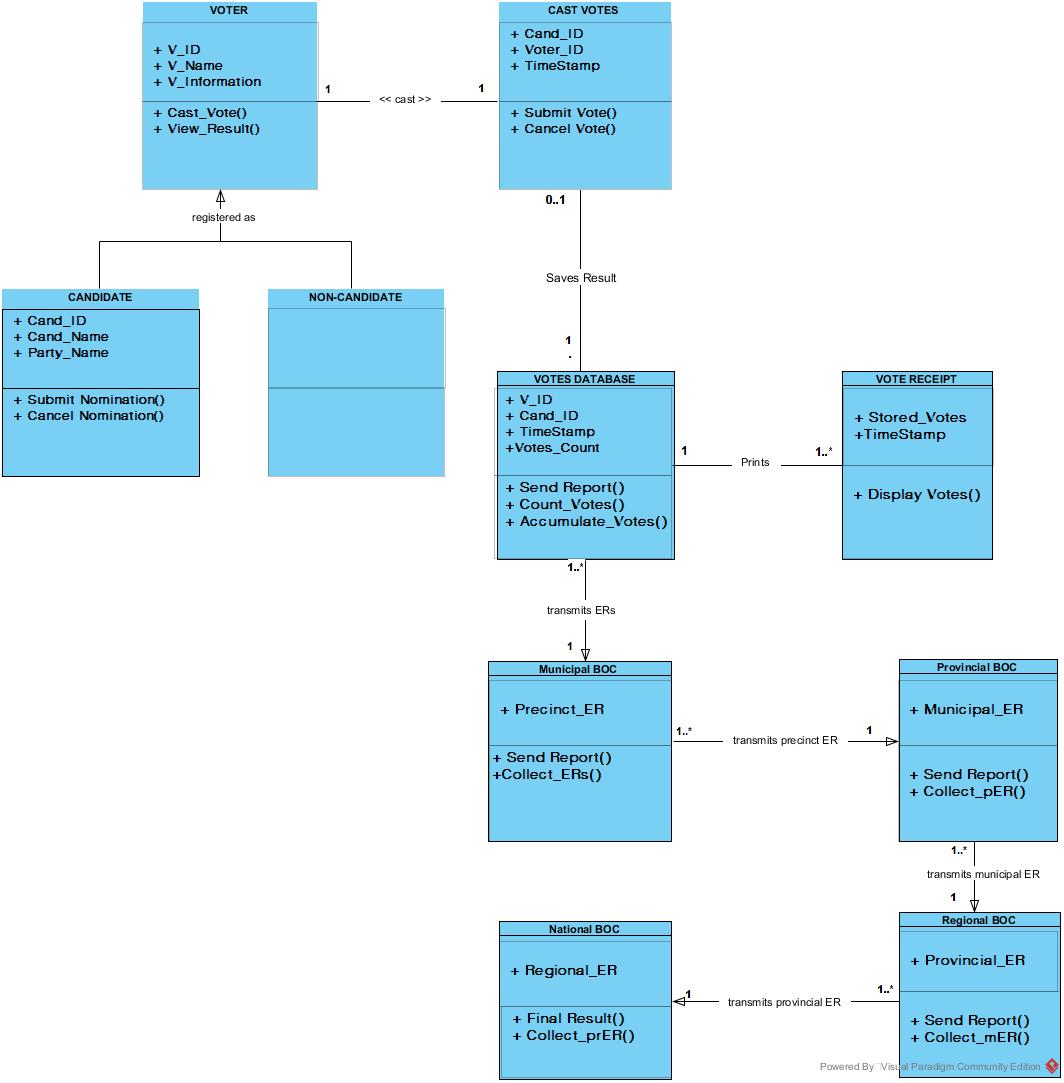 VOTER
+ V_ID
+ V_Name
+ V_Information
+ Cast_Vote()
+ View_Result()
1
<< cast >>
1
CAST VOTES
+ Cand_ID
+ Voter_ID
+ TimeStamp
+ Submit Vote()
+ Cancel Vote()
registered as
CANDIDATE
+ Cand_ID
+ Cand_Name
+ Party_Name
+ Submit Nomination()
+ Cancel Nomination()
NON-CANDIDATE
0..1
Saves Result
1
.
VOTES DATABASE
+ V_ID
+ Cand_ID
+ TimeStamp
+Votes_Count
+ Send Report()
+ Count_Votes()
+ Accumulate_Votes()
1
Prints
1..*
VOTE RECEIPT
+ Stored_Votes
+TimeStamp
+ Display Votes()
1..*
transmits ERs
1
Municipal BOC
+ Precinct_ER
+ Send Report()
+Collect_ERs()
1..*
transmits precinct ER
1
Provincial BOC
+ Municipal_ER
+ Send Report()
+ Collect_pER()
1..*
transmits municipal ER
1
Regional BOC
+ Provincial_ER
+ Send Report()
+ Collect_mER()
1..*
transmits provincial ER
1
National BOC
+ Regional_ER
+ Final Result()
+ Collect_prER()
Powered By Visual Paradigm Community Edition